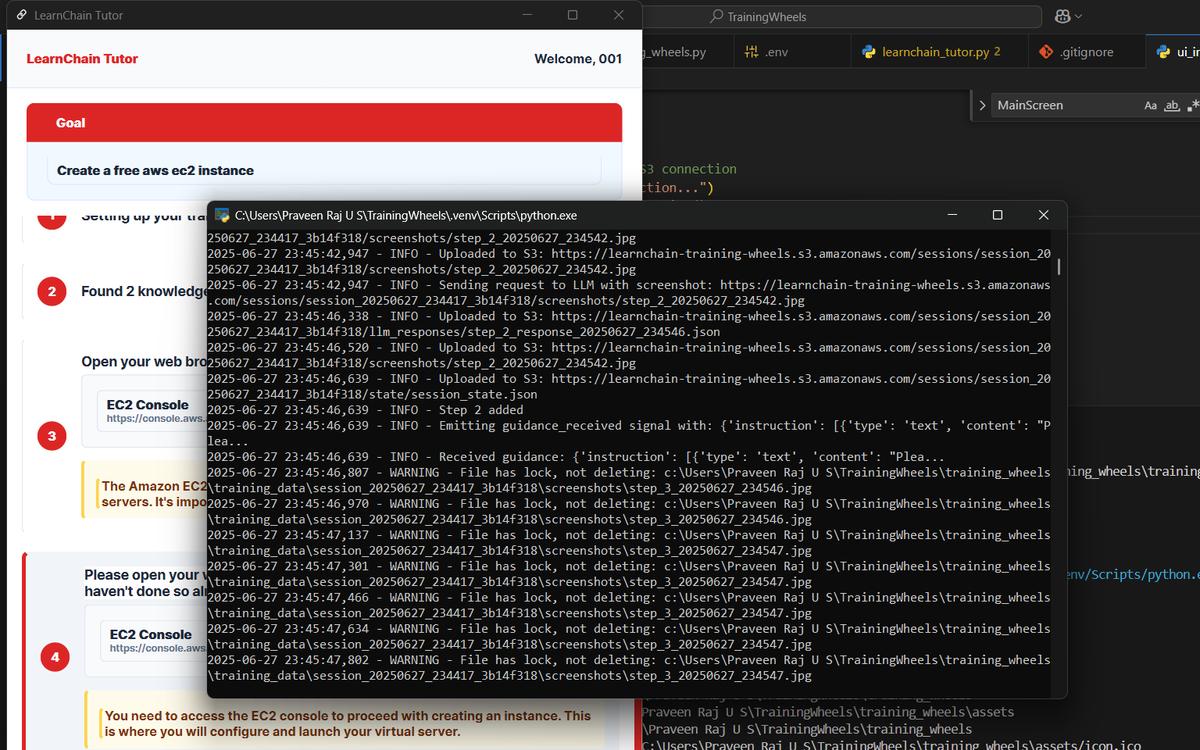 LearnChain Tutor
TrainingWheels
LearnChain Tutor
Welcome, 001
g_wheels.py
.env
learnchain_tutor.py 2
.gitignore
MainScreen
Aa
ab
Goal
Create a free aws ec2 instance
S3 connection
ction...")
2
Found 2 knowledge
3
Open your web bro
EC2 Console
https://console.aws.
The Amazon EC2
servers. It's impo
4
Please open your
haven't done so al
EC2 Console
https://console.aws.
You need to access the EC2 console to proceed with creating an instance. This
is where you will configure and launch your virtual server.
C:\Users\Praveen Raj U S\TrainingWheels\.venv\Scripts\python.exe
250627_234417_3b14f318/screenshots/step_2_20250627_234542.jpg
2025-06-27 23:45:42,947 - INFO - Uploaded to S3: https://learnchain-training-wheels.s3.amazonaws.com/sessions/session_20
250627_234417_3b14f318/screenshots/step_2_20250627_234542.jpg
2025-06-27 23:45:42,947 - INFO - Sending request to LLM with screenshot: https://learnchain-training-wheels.s3.amazonaws
.com/sessions/session_20250627_234417_3b14f318/screenshots/step_2_20250627_234542.jpg
2025-06-27 23:45:46,338 - INFO - Uploaded to S3: https://learnchain-training-wheels.s3.amazonaws.com/sessions/session_20
250627_234417_3b14f318/llm_responses/step_2_response_20250627_234546.json
2025-06-27 23:45:46,520 - INFO - Uploaded to S3: https://learnchain-training-wheels.s3.amazonaws.com/sessions/session_20
250627_234417_3b14f318/screenshots/step_2_20250627_234542.jpg
2025-06-27 23:45:46,639 - INFO - Uploaded to S3: https://learnchain-training-wheels.s3.amazonaws.com/sessions/session_20
250627_234417_3b14f318/state/session_state.json
2025-06-27 23:45:46,639 - INFO - Step 2 added
2025-06-27 23:45:46,639 - INFO - Emitting guidance_received signal with: {'instruction': [{'type': 'text', 'content': "P
lea...
2025-06-27 23:45:46,639 - INFO - Received guidance: {'instruction': [{'type': 'text', 'content': "Plea...
2025-06-27 23:45:46,807 - WARNING - File has lock, not deleting: c:\Users\Praveen Raj U S\TrainingWheels\training_wheels
\training_data\session_20250627_234417_3b14f318\screenshots\step_3_20250627_234546.jpg
2025-06-27 23:45:46,970 - WARNING - File has lock, not deleting: c:\Users\Praveen Raj U S\TrainingWheels\training_wheels
\training_data\session_20250627_234417_3b14f318\screenshots\step_3_20250627_234546.jpg
2025-06-27 23:45:47,137 - WARNING - File has lock, not deleting: c:\Users\Praveen Raj U S\TrainingWheels\training_wheels
\training_data\session_20250627_234417_3b14f318\screenshots\step_3_20250627_234547.jpg
2025-06-27 23:45:47,301 - WARNING - File has lock, not deleting: c:\Users\Praveen Raj U S\TrainingWheels\training_wheels
\training_data\session_20250627_234417_3b14f318\screenshots\step_3_20250627_234547.jpg
2025-06-27 23:45:47,466 - WARNING - File has lock, not deleting: c:\Users\Praveen Raj U S\TrainingWheels\training_wheels
\training_data\session_20250627_234417_3b14f318\screenshots\step_3_20250627_234547.jpg
2025-06-27 23:45:47,634 - WARNING - File has lock, not deleting: c:\Users\Praveen Raj U S\TrainingWheels\training_wheels
\training_data\session_20250627_234417_3b14f318\screenshots\step_3_20250627_234547.jpg
2025-06-27 23:45:47,802 - WARNING - File has lock, not deleting: c:\Users\Praveen Raj U S\TrainingWheels\training_wheels
\training_data\session_20250627_234417_3b14f318\screenshots\step_3_20250627_234547.jpg
ning_wheels\training
env/Scripts/python.e
Praveen Raj U S\TrainingWheels\training_wheels\assets
\Praveen Raj U S\TrainingWheels\training_wheels
C:\Users\Praveen Raj U S\TrainingWheels\training_wheels\assets/icon.ico